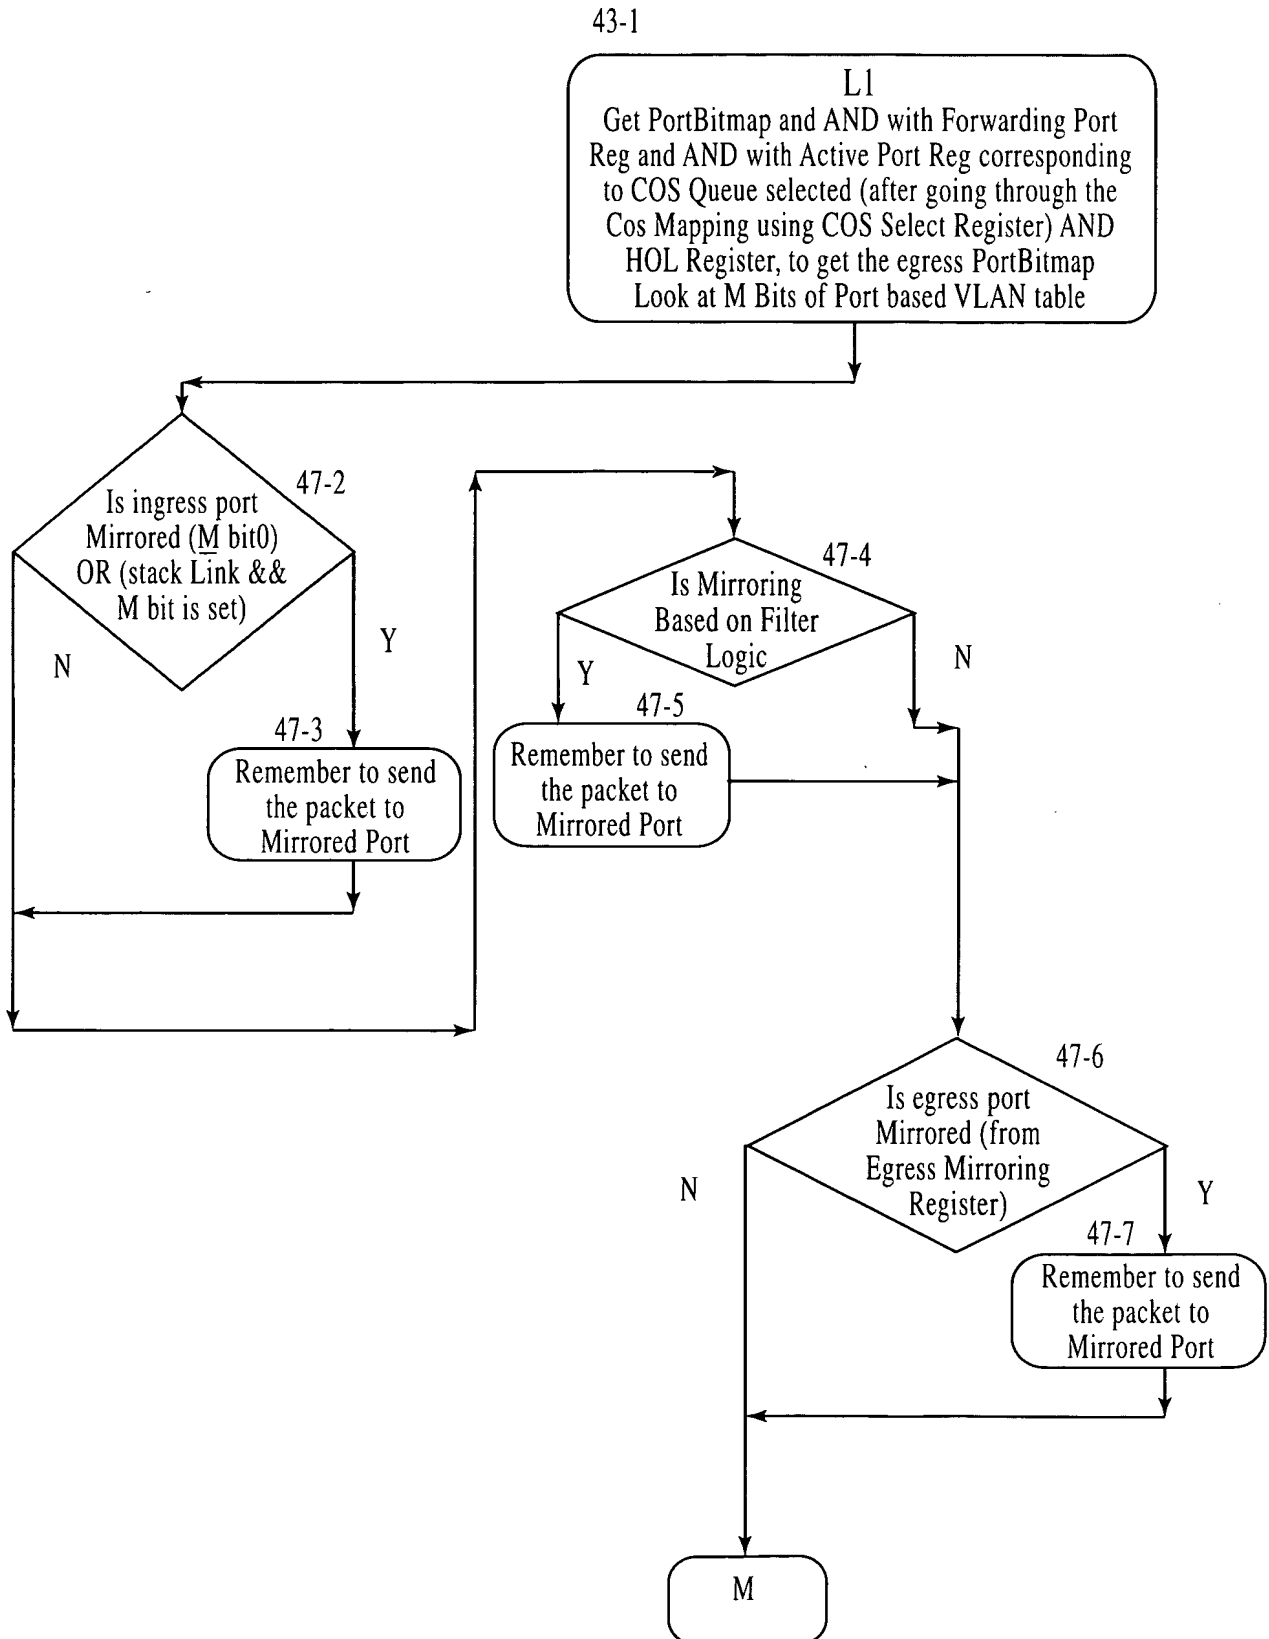 43-1
L1
Get PortBitmap and AND with Forwarding Port
Reg and AND with Active Port Reg corresponding
to COS Queue selected (after going through the
Cos Mapping using COS Select Register) AND
HOL Register, to get the egress PortBitmap
Look at M Bits of Port based VLAN table
47-2
Is ingress port
Mirrored (M bit0)
OR (stack Link &&
M bit is set)
N
Y
47-3
Remember to send
the packet to
Mirrored Port
47-4
Is Mirroring
Based on Filter
Logic
Y
N
47-5
Remember to send
the packet to
Mirrored Port
47-6
Is egress port
Mirrored (from
Egress Mirroring
Register)
N
Y
47-7
Remember to send
the packet to
Mirrored Port
M